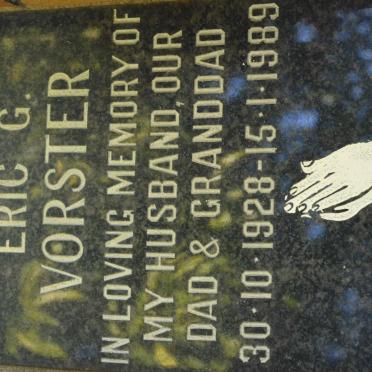 ERIC G.
VORSTER
IN LOVING MEMORY OF
MY HUSBAND, OUR
DAD & GRANDDAD
30·10·1928-15·1·1989